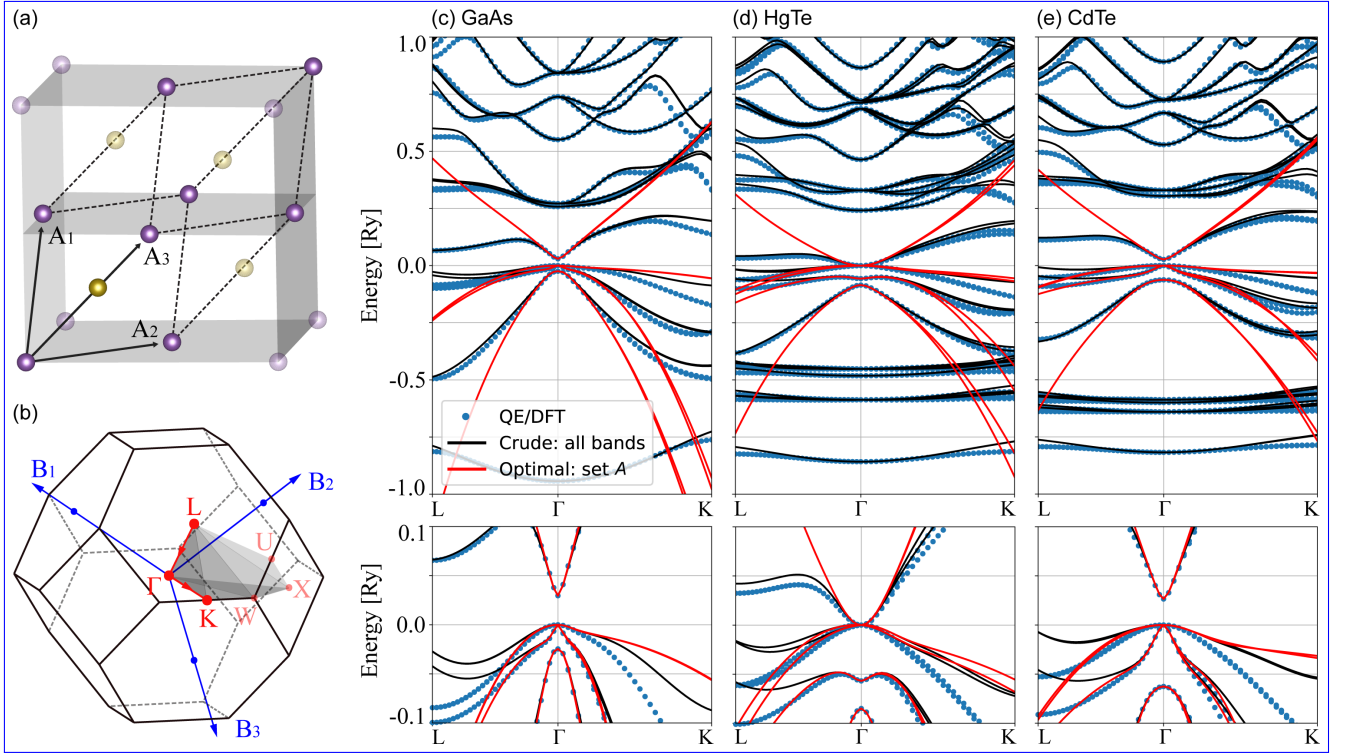 (a)
A1
A3
A2
(b)
B1
B2
L
U
Γ
X
K
W
B3
(c) GaAs
(d) HgTe
(e) CdTe
Energy [Ry]
1.0
0.5
0.0
-0.5
-1.0
QE/DFT
Crude: all bands
Optimal: set A
L Γ K
L Γ K
L Γ K
Energy [Ry]
0.1
0.0
-0.1
L Γ K
L Γ K
L Γ K